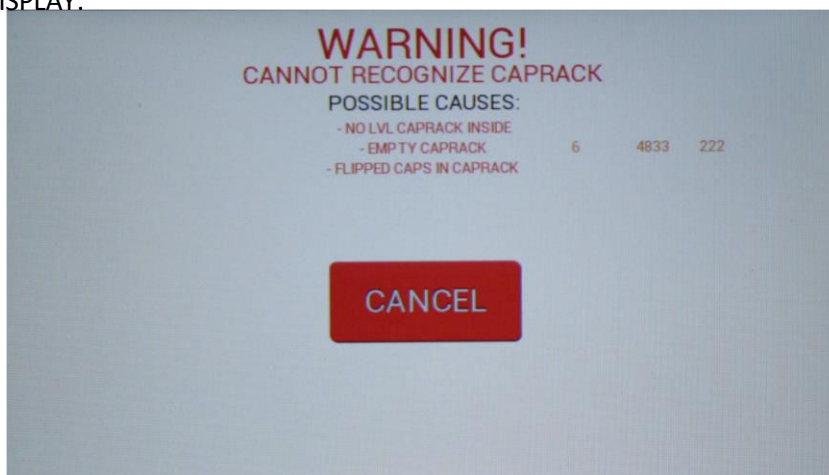 WARNING!
CANNOT RECOGNIZE CAPRACK
POSSIBLE CAUSES:
- NO LVL CAPRACK INSIDE
- EMPTY CAPRACK 6 4833 222
- FLIPPED CAPS IN CAPRACK
CANCEL